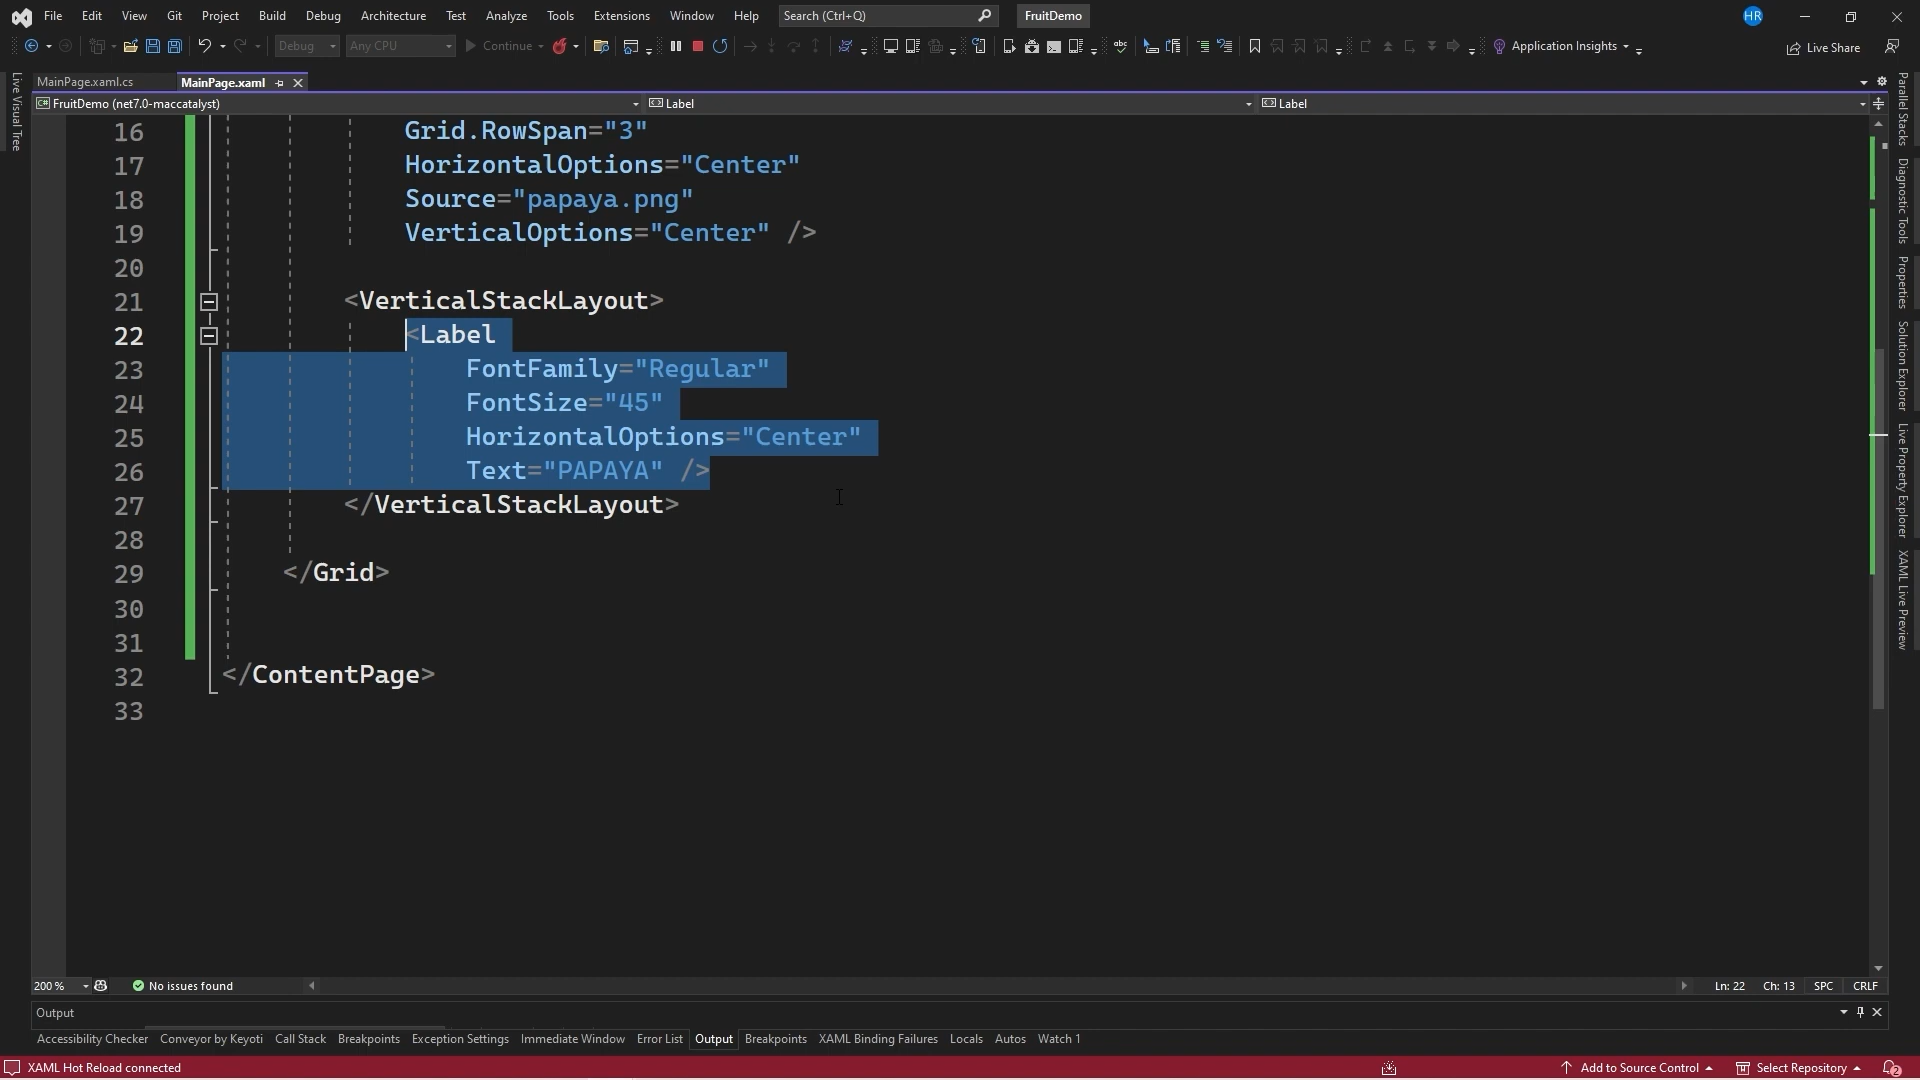 File Edit View Git Project Build Debug Architecture Test Analyze Tools Extensions Window Help Search (Ctrl+Q) FruitDemo HR
Debug Any CPU Continue Application Insights Live Share
MainPage.xaml.cs MainPage.xaml
FruitDemo (net7.0-maccatalyst) Label Label
16 Grid.RowSpan="3"
17 HorizontalOptions="Center"
18 Source="papaya.png"
19 VerticalOptions="Center" />
20
21 <VerticalStackLayout>
22 <Label
23 FontFamily="Regular"
24 FontSize="45"
25 HorizontalOptions="Center"
26 Text="PAPAYA" />
27 </VerticalStackLayout>
28
29 </Grid>
30
31
32 </ContentPage>
33
Live Visual Tree
Parallel Stacks
Diagnostic Tools
Properties
Solution Explorer
Live Property Explorer
XAML Live Preview
200 % No issues found Ln: 22 Ch: 13 SPC CRLF
Output
Accessibility Checker Conveyor by Keyoti Call Stack Breakpoints Exception Settings Immediate Window Error List Output Breakpoints XAML Binding Failures Locals Autos Watch 1
XAML Hot Reload connected Add to Source Control Select Repository 2